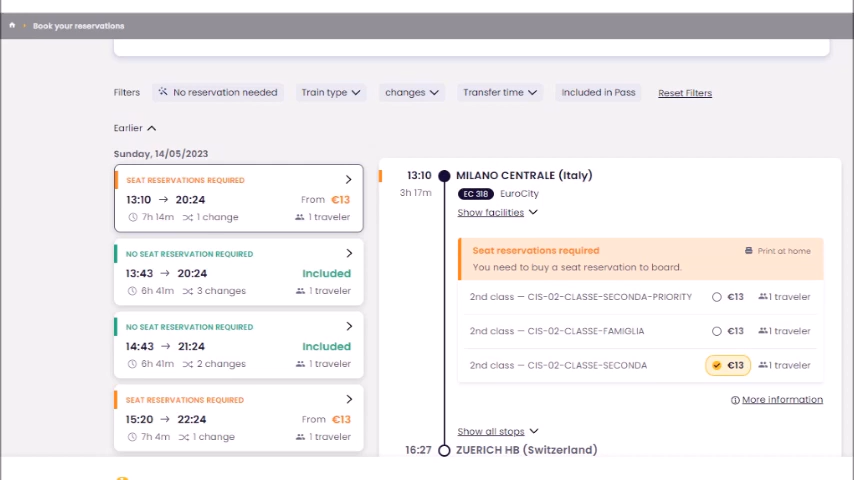 Book your reservations
Filters No reservation needed Train type changes Transfer time Included in Pass Reset Filters
Earlier
Sunday, 14/05/2023
SEAT RESERVATIONS REQUIRED
13:10 → 20:24 From €13
7h 14m 1 change 1 traveler
NO SEAT RESERVATION REQUIRED
13:43 → 20:24 Included
6h 41m 3 changes 1 traveler
NO SEAT RESERVATION REQUIRED
14:43 → 21:24 Included
6h 41m 2 changes 1 traveler
SEAT RESERVATIONS REQUIRED
15:20 → 22:24 From €13
7h 4m 1 change 1 traveler
13:10 MILANO CENTRALE (Italy)
3h 17m EC 318 EuroCity
Show facilities
Seat reservations required Print at home
You need to buy a seat reservation to board.
2nd class — CIS-02-CLASSE-SECONDA-PRIORITY €13 1 traveler
2nd class — CIS-02-CLASSE-FAMIGLIA €13 1 traveler
2nd class — CIS-02-CLASSE-SECONDA €13 1 traveler
More information
Show all stops
16:27 ZUERICH HB (Switzerland)